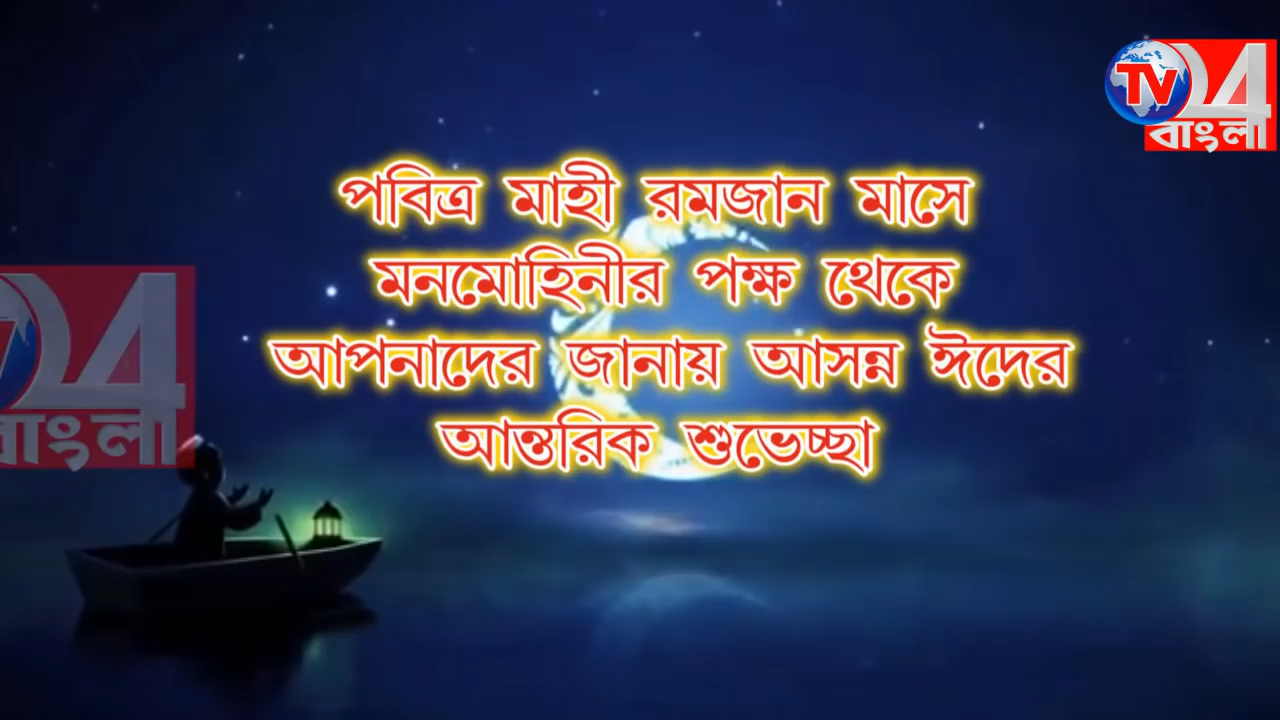 TV 24
বাংলা
পবিত্র মাহী রমজান মাসে
মনমোহিনীর পক্ষ থেকে
আপনাদের জানায় আসন্ন ঈদের
আন্তরিক শুভেচ্ছা
V 24
বাংলা